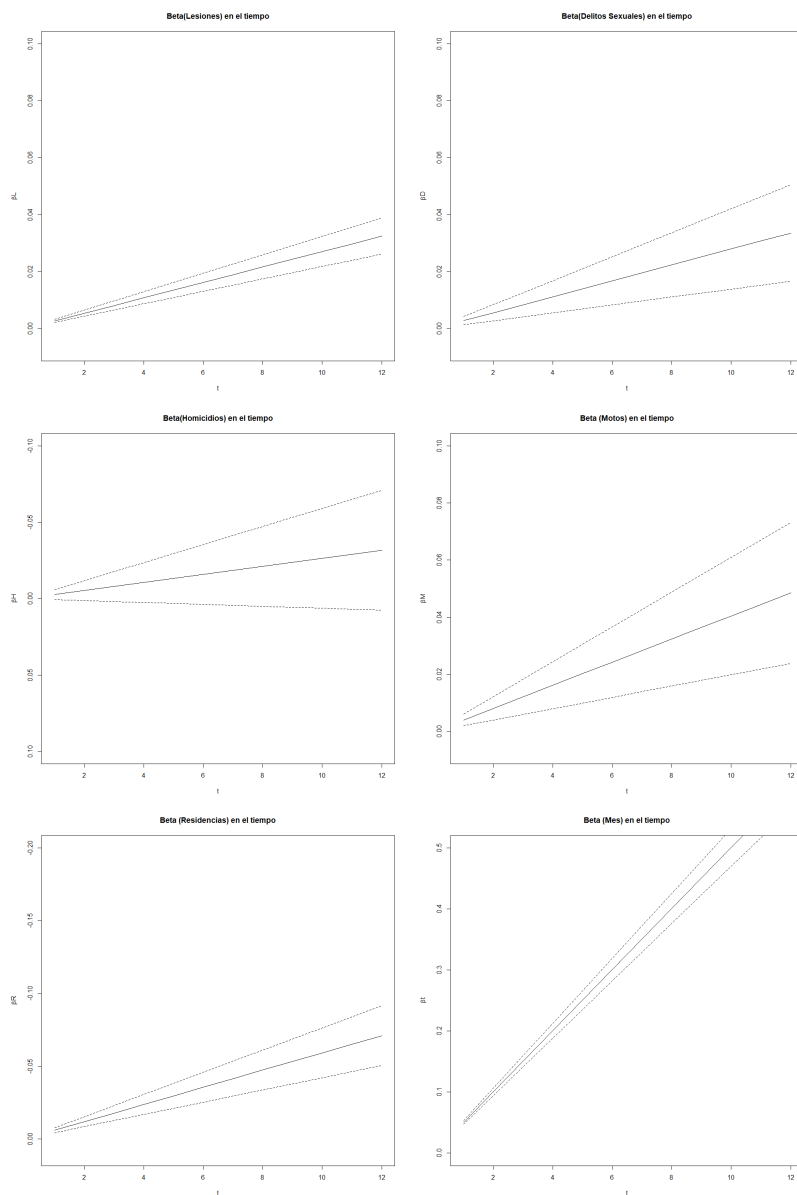 Beta(Lesiones) en el tiempo
0.10
0.08
0.06
0.04
0.02
0.00
βL
2 4 6 8 10 12
t
Beta(Delitos Sexuales) en el tiempo
0.10
0.08
0.06
0.04
0.02
0.00
βD
2 4 6 8 10 12
t
Beta(Homicidios) en el tiempo
-0.10
-0.05
0.00
0.05
0.10
βH
2 4 6 8 10 12
t
Beta (Motos) en el tiempo
0.10
0.08
0.06
0.04
0.02
0.00
βM
2 4 6 8 10 12
t
Beta (Residencias) en el tiempo
-0.20
-0.15
-0.10
-0.05
0.00
βR
2 4 6 8 10 12
t
Beta (Mes) en el tiempo
0.5
0.4
0.3
0.2
0.1
0.0
βt
2 4 6 8 10 12
t